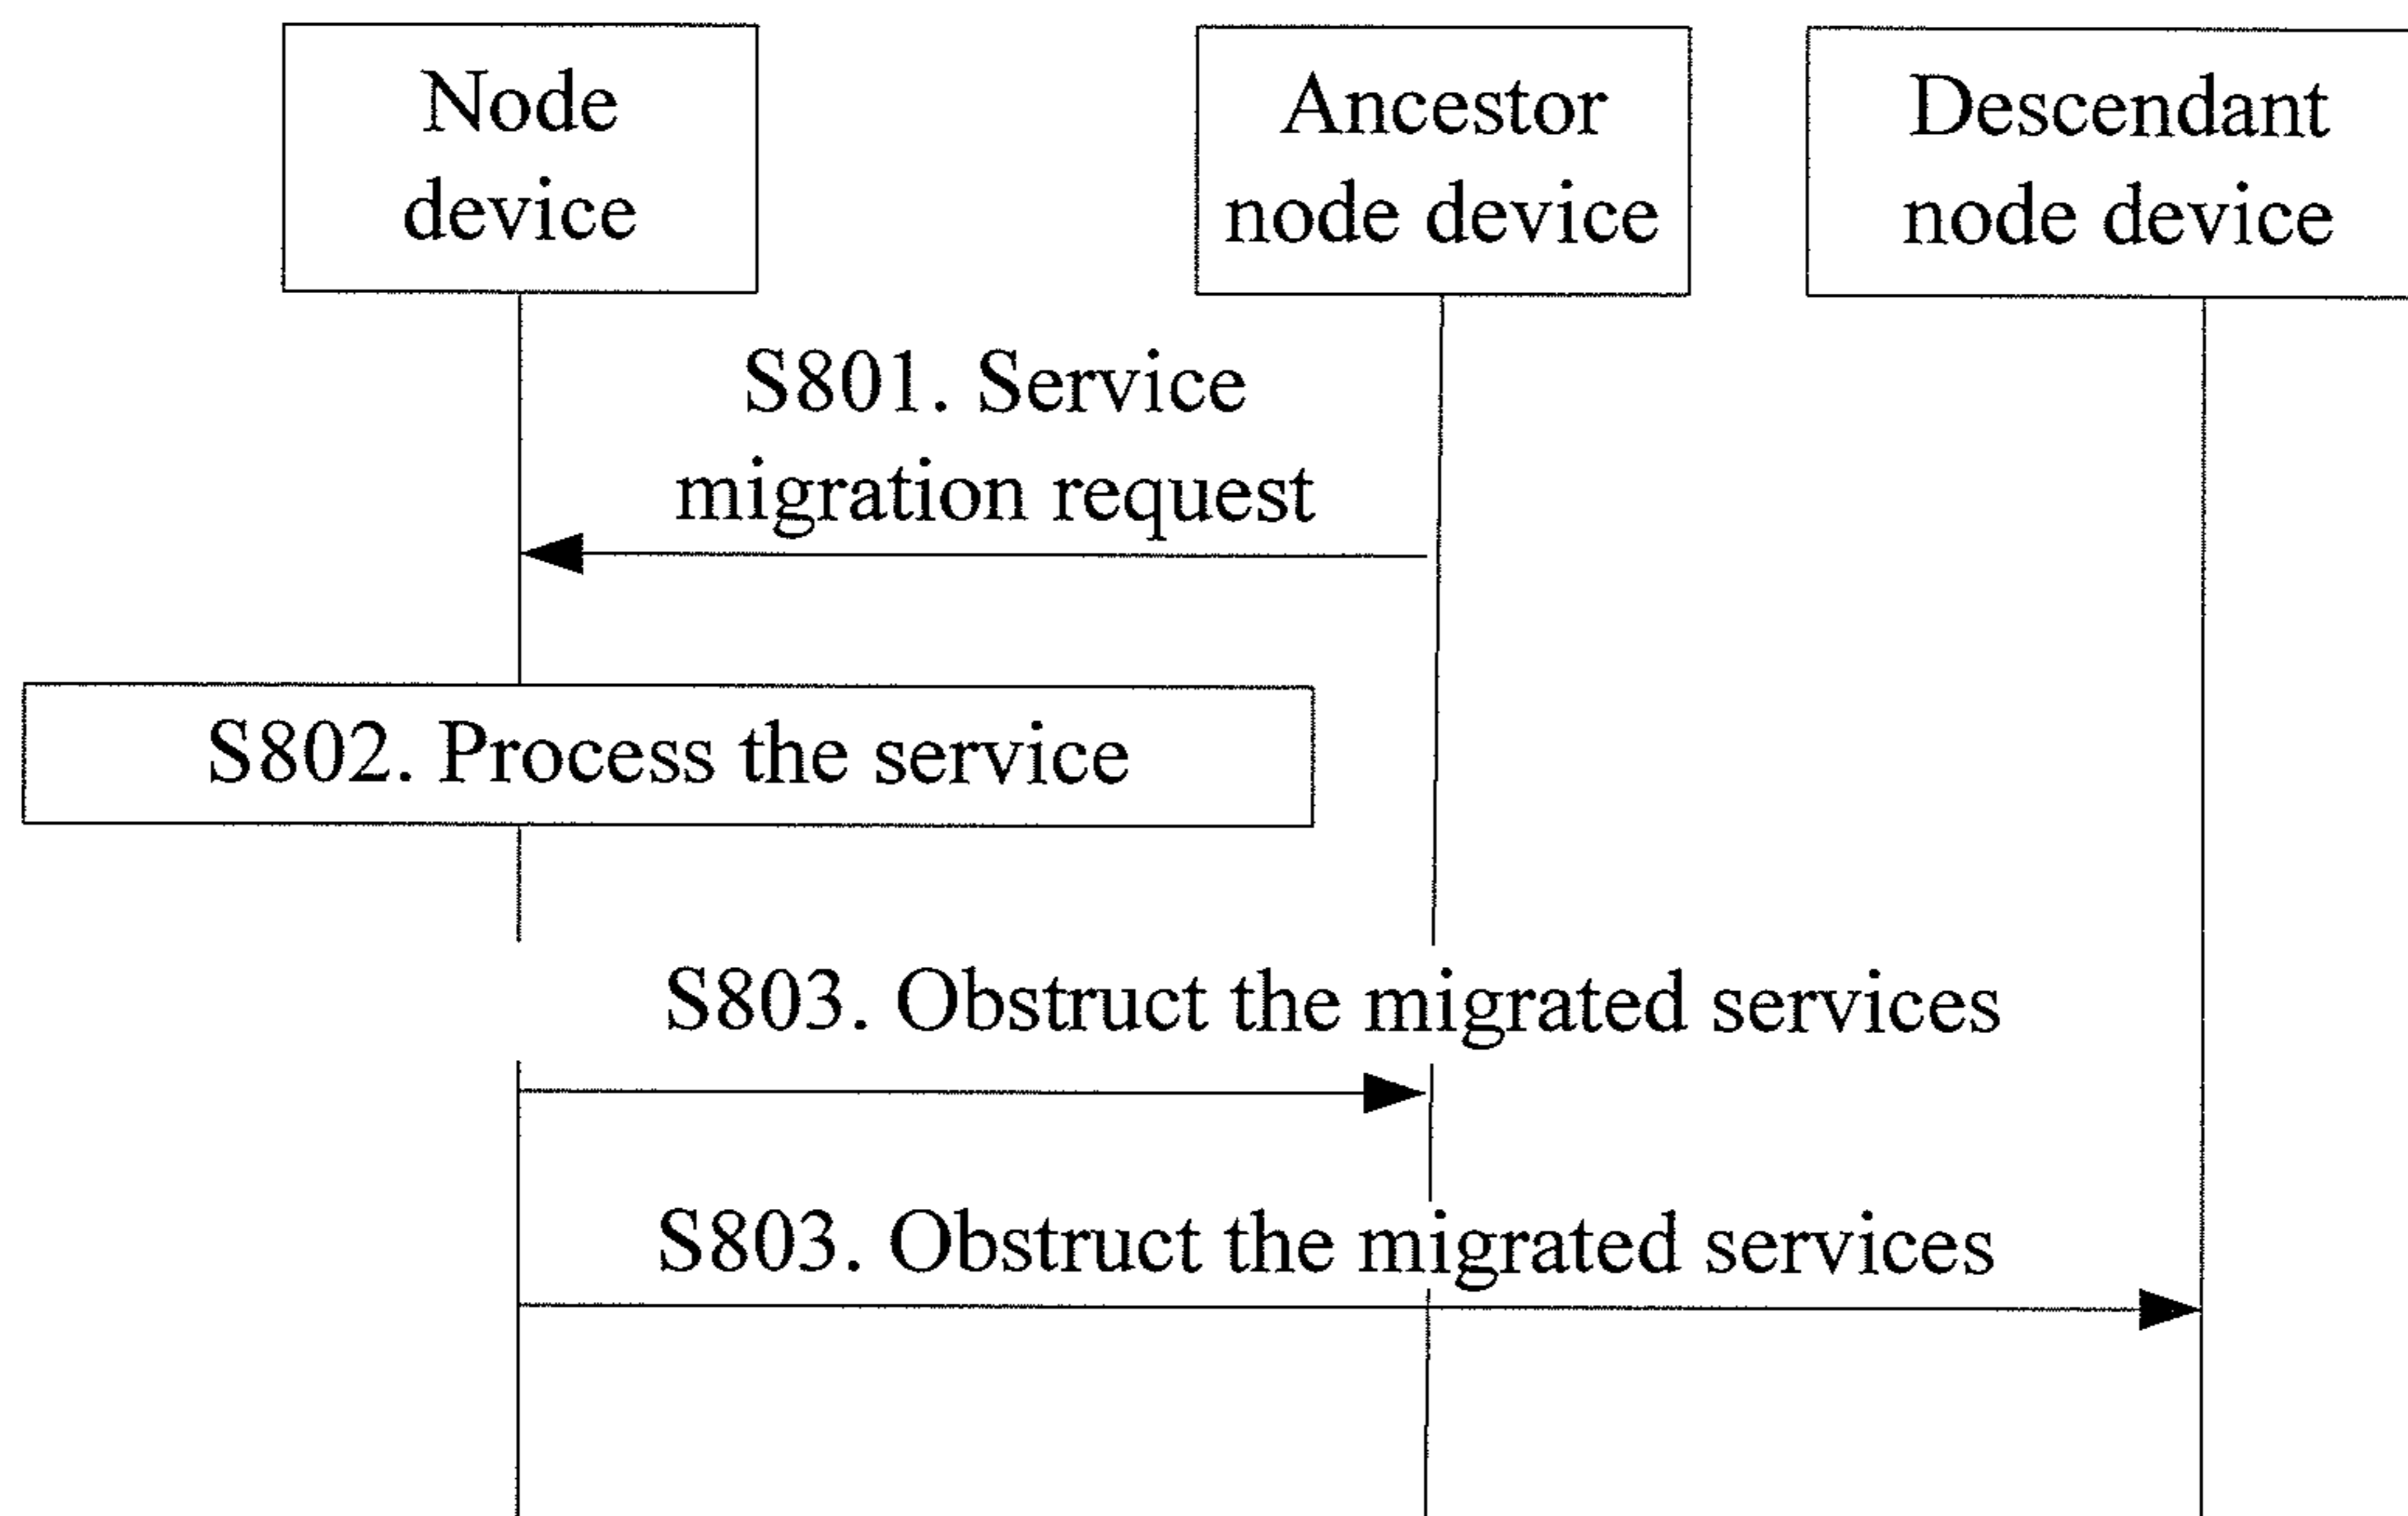 Node
device
Ancestor
node device
Descendant
node device
S801. Service
migration request
S802. Process the service
S803. Obstruct the migrated services
S803. Obstruct the migrated services